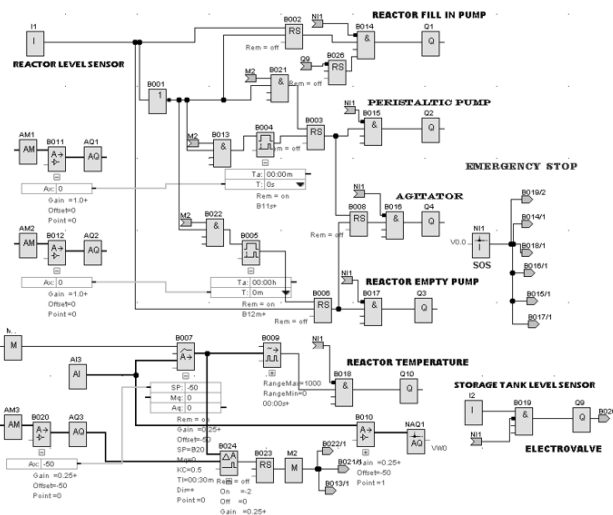 REACTOR FILL IN PUMP
I1
I
REACTOR LEVEL SENSOR
B002
RS
Rem = off
NI1
B014
&
Q1
Q
Q9
B026
RS
Rem = off
B001
1
M2
B021
&
PERISTALTIC PUMP
B003
RS
Rem = off
NI1
B015
&
Q2
Q
AM1
AM
B011
A→
AQ1
AQ
M2
B013
&
B004
Ax: 0
Gain =1.0+
Offset=0
Point =0
Ta: 00:00m
T: 0s
Rem = on
B11s+
EMERGENCY STOP
AGITATOR
NI1
B008
RS
Rem = off
B016
&
Q4
Q
M2
B022
&
AM2
AM
B012
A→
AQ2
AQ
B005
V0.0
NI1
SOS
B019/2
B014/1
B018/1
B016/1
B015/1
B017/1
Ax: 0
Gain =1.0+
Offset=0
Point =0
Ta: 00:00h
T: 0m
Rem = on
B12m+
REACTOR EMPTY PUMP
B006
RS
Rem = off
NI1
B017
&
Q3
Q
M
B007
A→
B009
RangeMax=1000
RangeMin=0
00:00s+
REACTOR TEMPERATURE
NI1
B018
&
Q10
Q
AI3
AI
SP: -50
Mq: 0
Aq: 0
Gain =0.25+
Offset=-50
SP=B20
KC=0.5
TI=00:30m
Dir=+
Point =0
STORAGE TANK LEVEL SENSOR
I2
I
NI1
B019
&
Q9
Q
ELECTROVALVE
AM3
AM
B020
A→
AQ3
AQ
Ax: -50
Gain =0.25+
Offset=-50
Point=0
B024
Rem = off
On =-2
Off =0
Gain =0.25+
B023
RS
M2
M
B022/1
B021/1
B013/1
B010
A→
Gain =0.25+
Offset=-50
Point=1
NAQ1
AQ
VW0